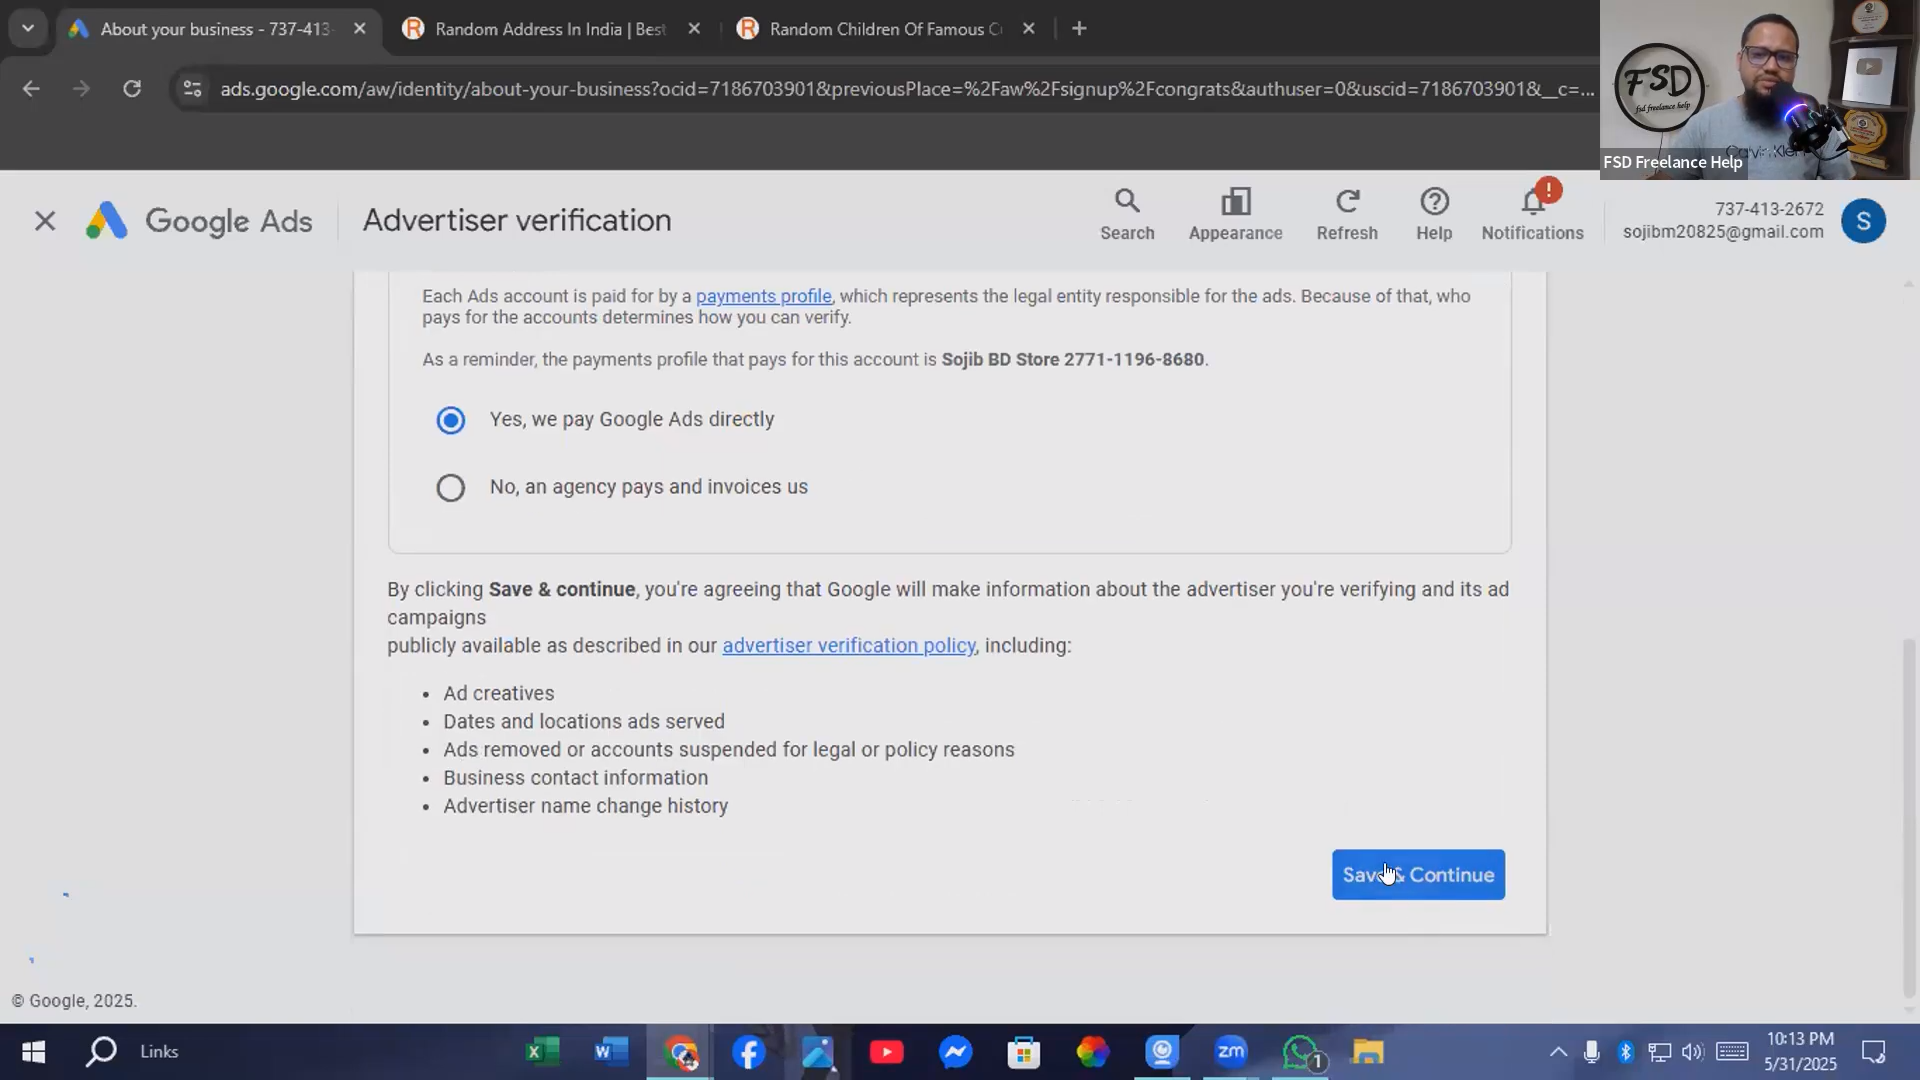 About your business - 737-413-
Random Address In India | Best
Random Children Of Famous C
ads.google.com/aw/identity/about-your-business?ocid=7186703901&previousPlace=%2Faw%2Fsignup%2Fcongrats&authuser=0&uscid=7186703901&__c=...
FSD
fsd freelance help
Calvin Klein
FSD Freelance Help
Google Ads
Advertiser verification
Search
Appearance
Refresh
Help
Notifications
737-413-2672
sojibm20825@gmail.com
S
Each Ads account is paid for by a payments profile, which represents the legal entity responsible for the ads. Because of that, who
pays for the accounts determines how you can verify.
As a reminder, the payments profile that pays for this account is Sojib BD Store 2771-1196-8680.
Yes, we pay Google Ads directly
No, an agency pays and invoices us
By clicking Save & continue, you're agreeing that Google will make information about the advertiser you're verifying and its ad
campaigns
publicly available as described in our advertiser verification policy, including:
• Ad creatives
• Dates and locations ads served
• Ads removed or accounts suspended for legal or policy reasons
• Business contact information
• Advertiser name change history
Save & Continue
© Google, 2025.
Links
zm
1
10:13 PM
5/31/2025